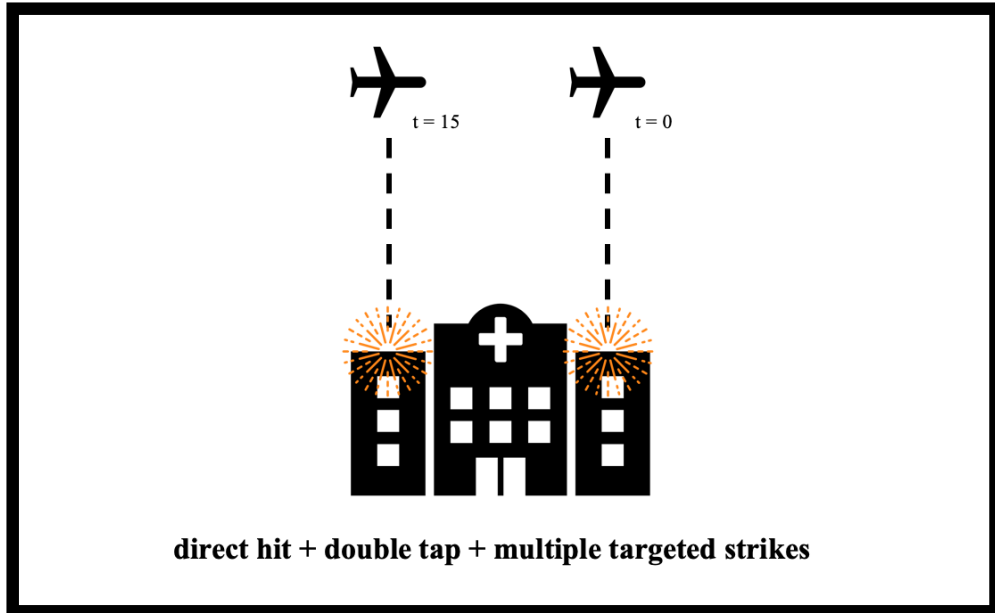 t = 15
t = 0
direct hit + double tap + multiple targeted strikes